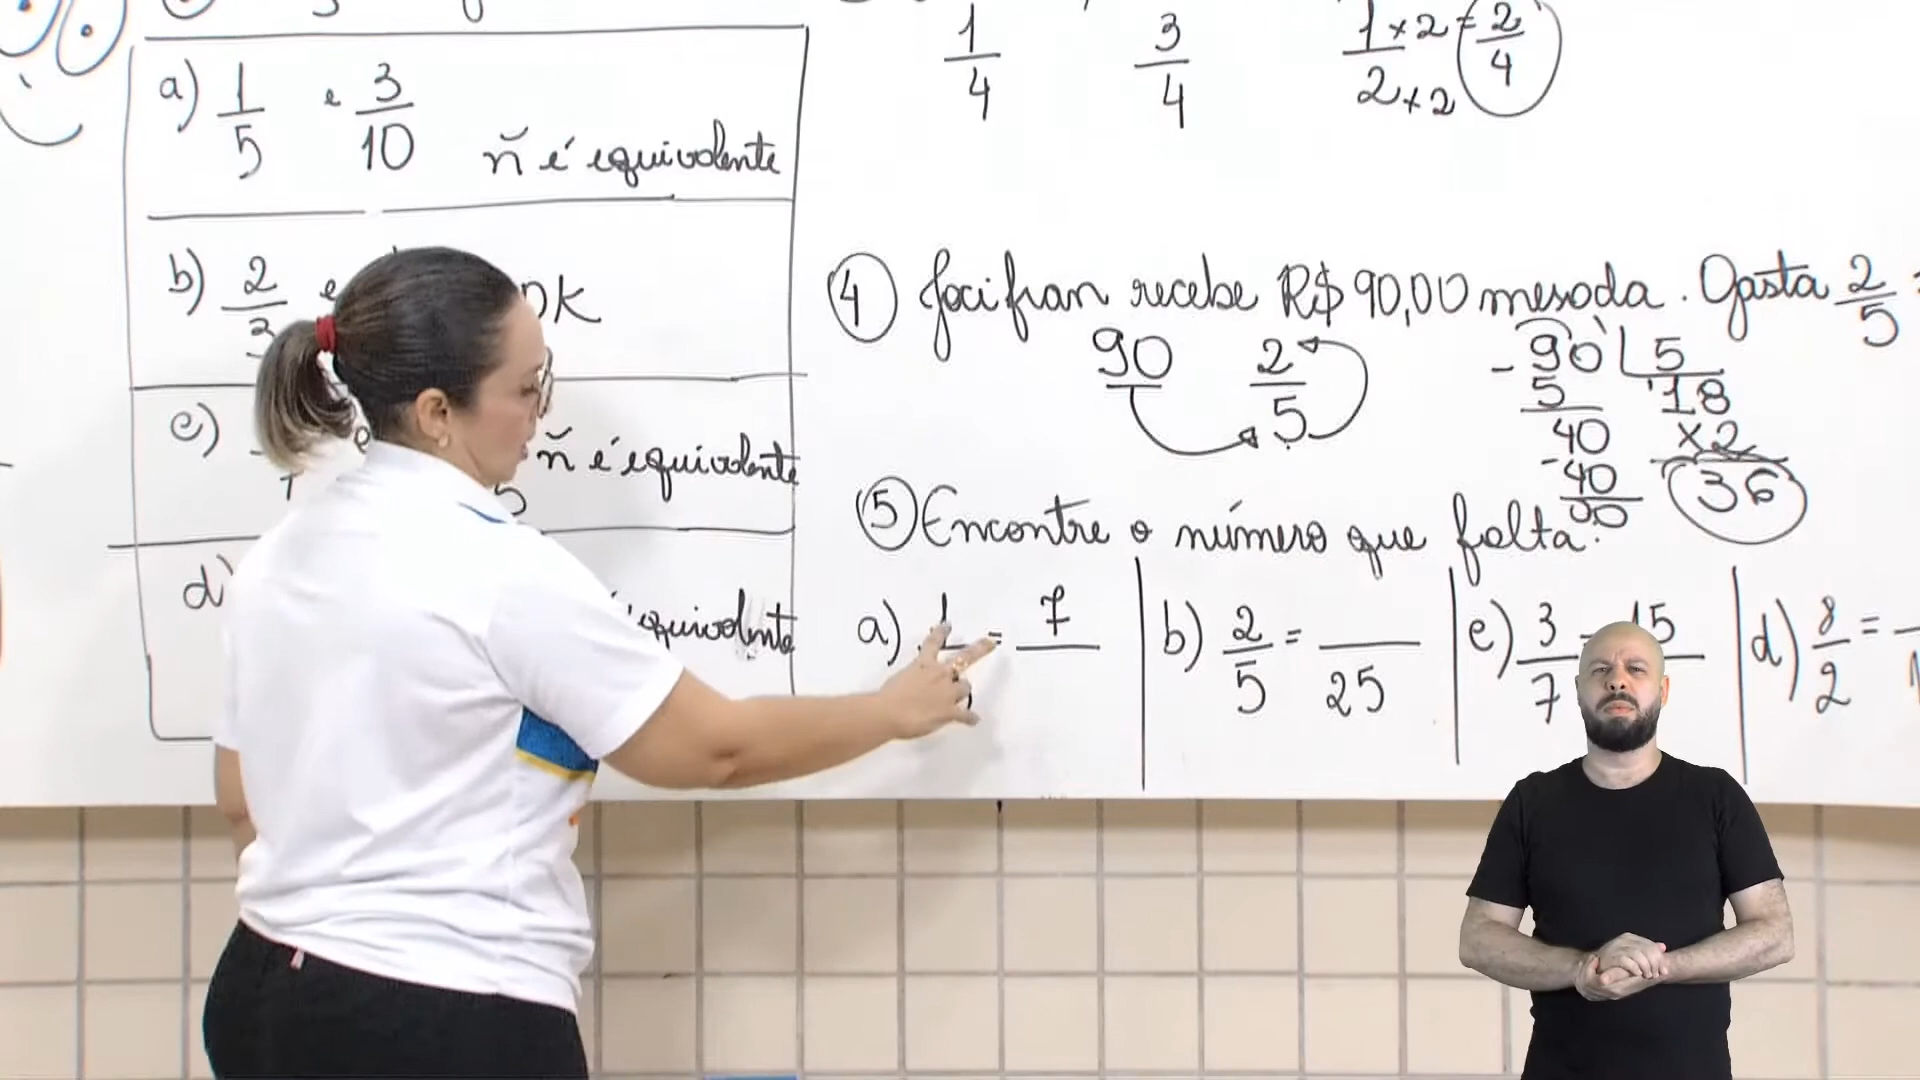 a) 1/5 e 3/10 ñ é equivalente
b) 2/3 e OK
c) ñ é equivalente
d) equivalente
1/4 3/4 1×2/2×2 = 2/4
4 Jocifran recebe R$ 90,00 mesada. Gasta 2/5
90 2/5
- 90 5
5 18
40 ×2
-40 36
00
5 Encontre o número que falta.
a) 1 = 7
b) 2/5 = /25
c) 3/7 = 15
d) 8/2 =